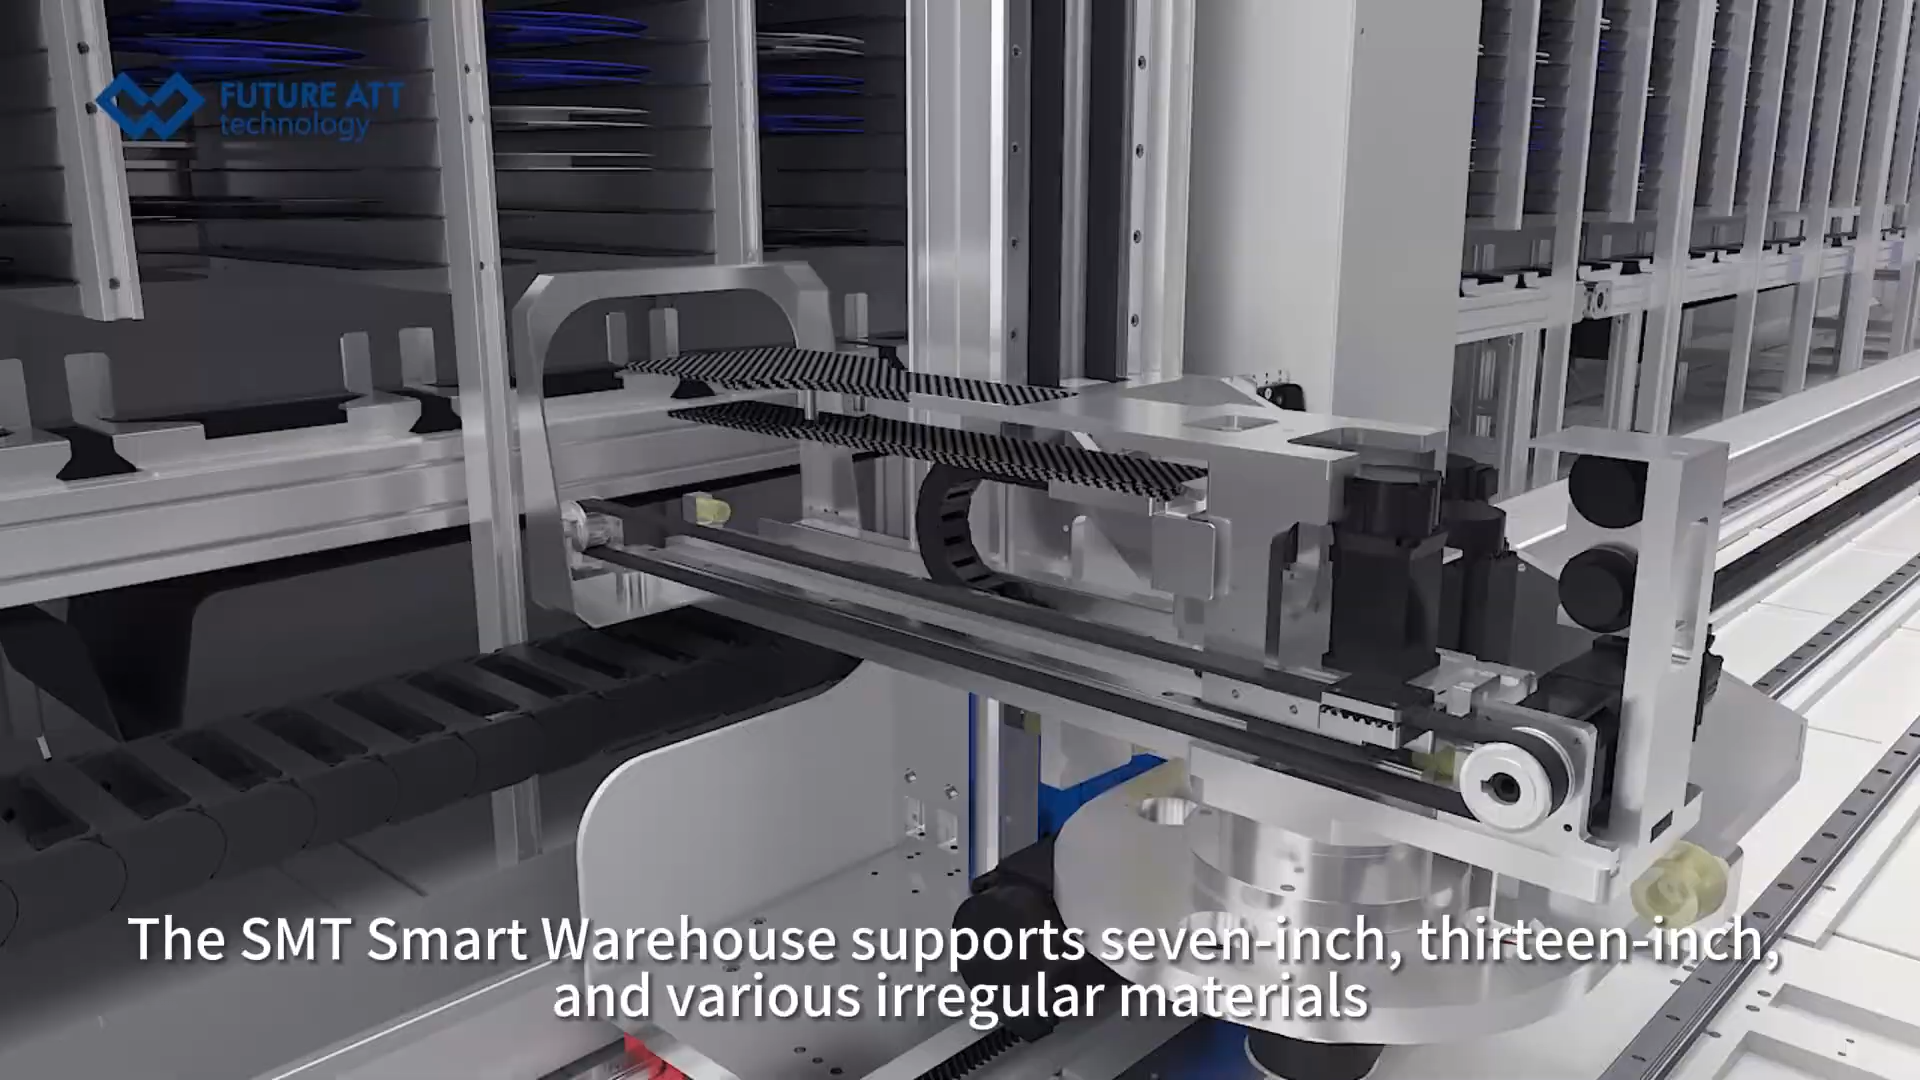 FUTURE ATT
technology
The SMT Smart Warehouse supports seven-inch, thirteen-inch,
and various irregular materials